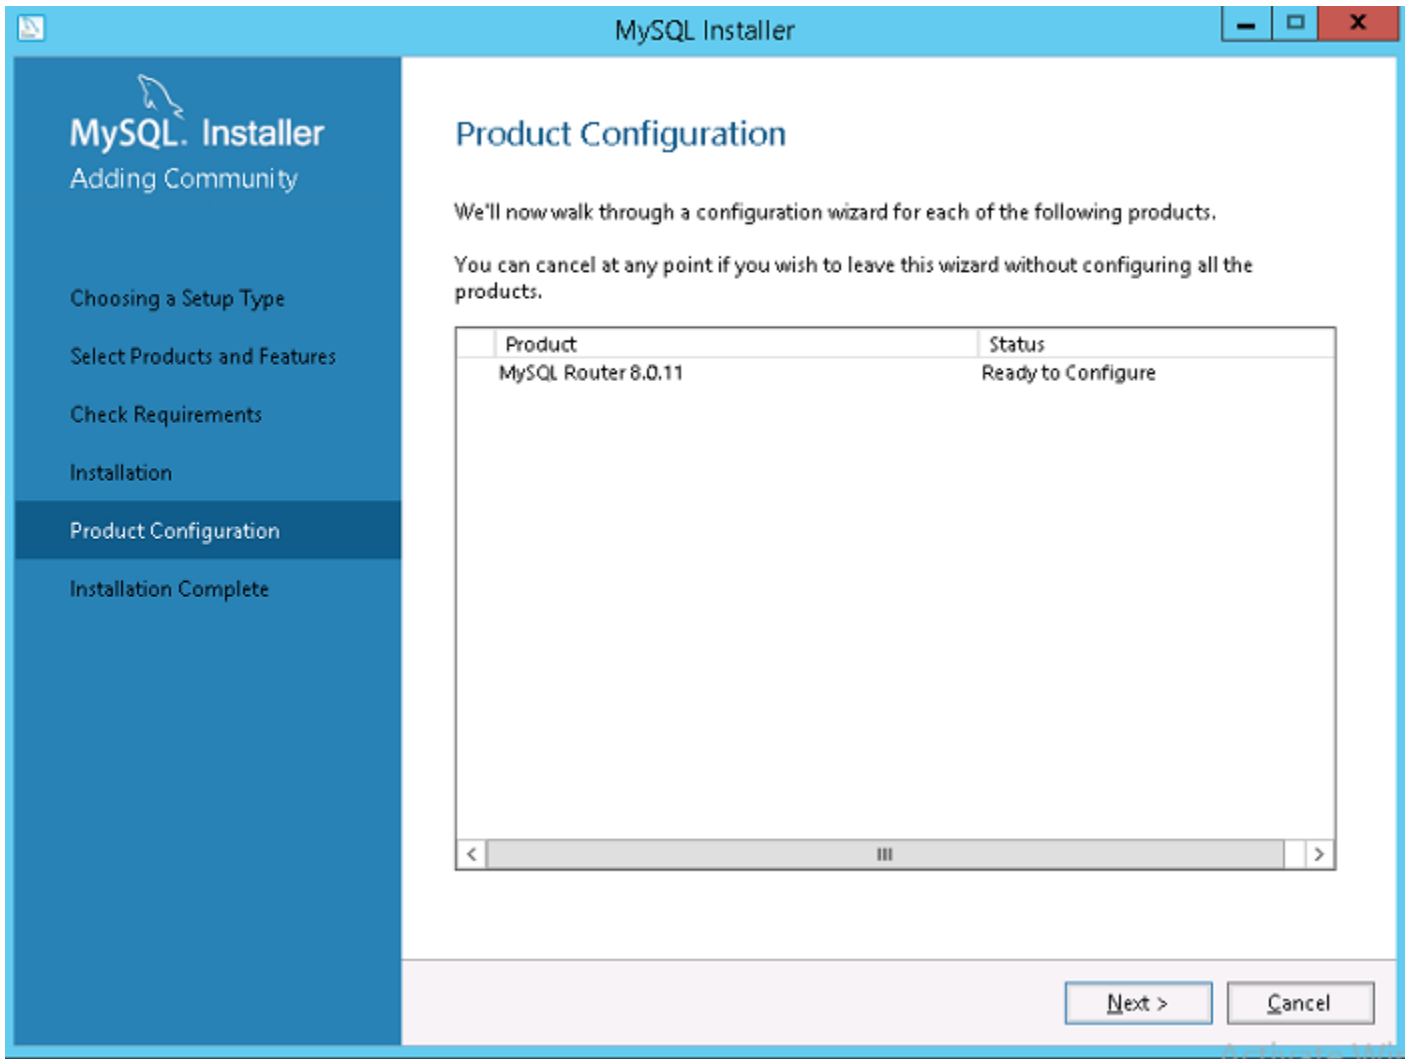 MySQL Installer
MySQL. Installer
Adding Community
Choosing a Setup Type
Select Products and Features
Check Requirements
Installation
Product Configuration
Installation Complete
Product Configuration
We'll now walk through a configuration wizard for each of the following products.
You can cancel at any point if you wish to leave this wizard without configuring all the
products.
Product Status
MySQL Router 8.0.11 Ready to Configure
Next >
Cancel